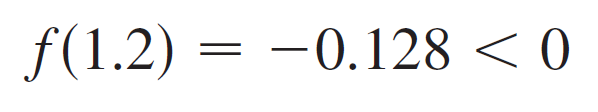 f(1.2) = −0.128 < 0